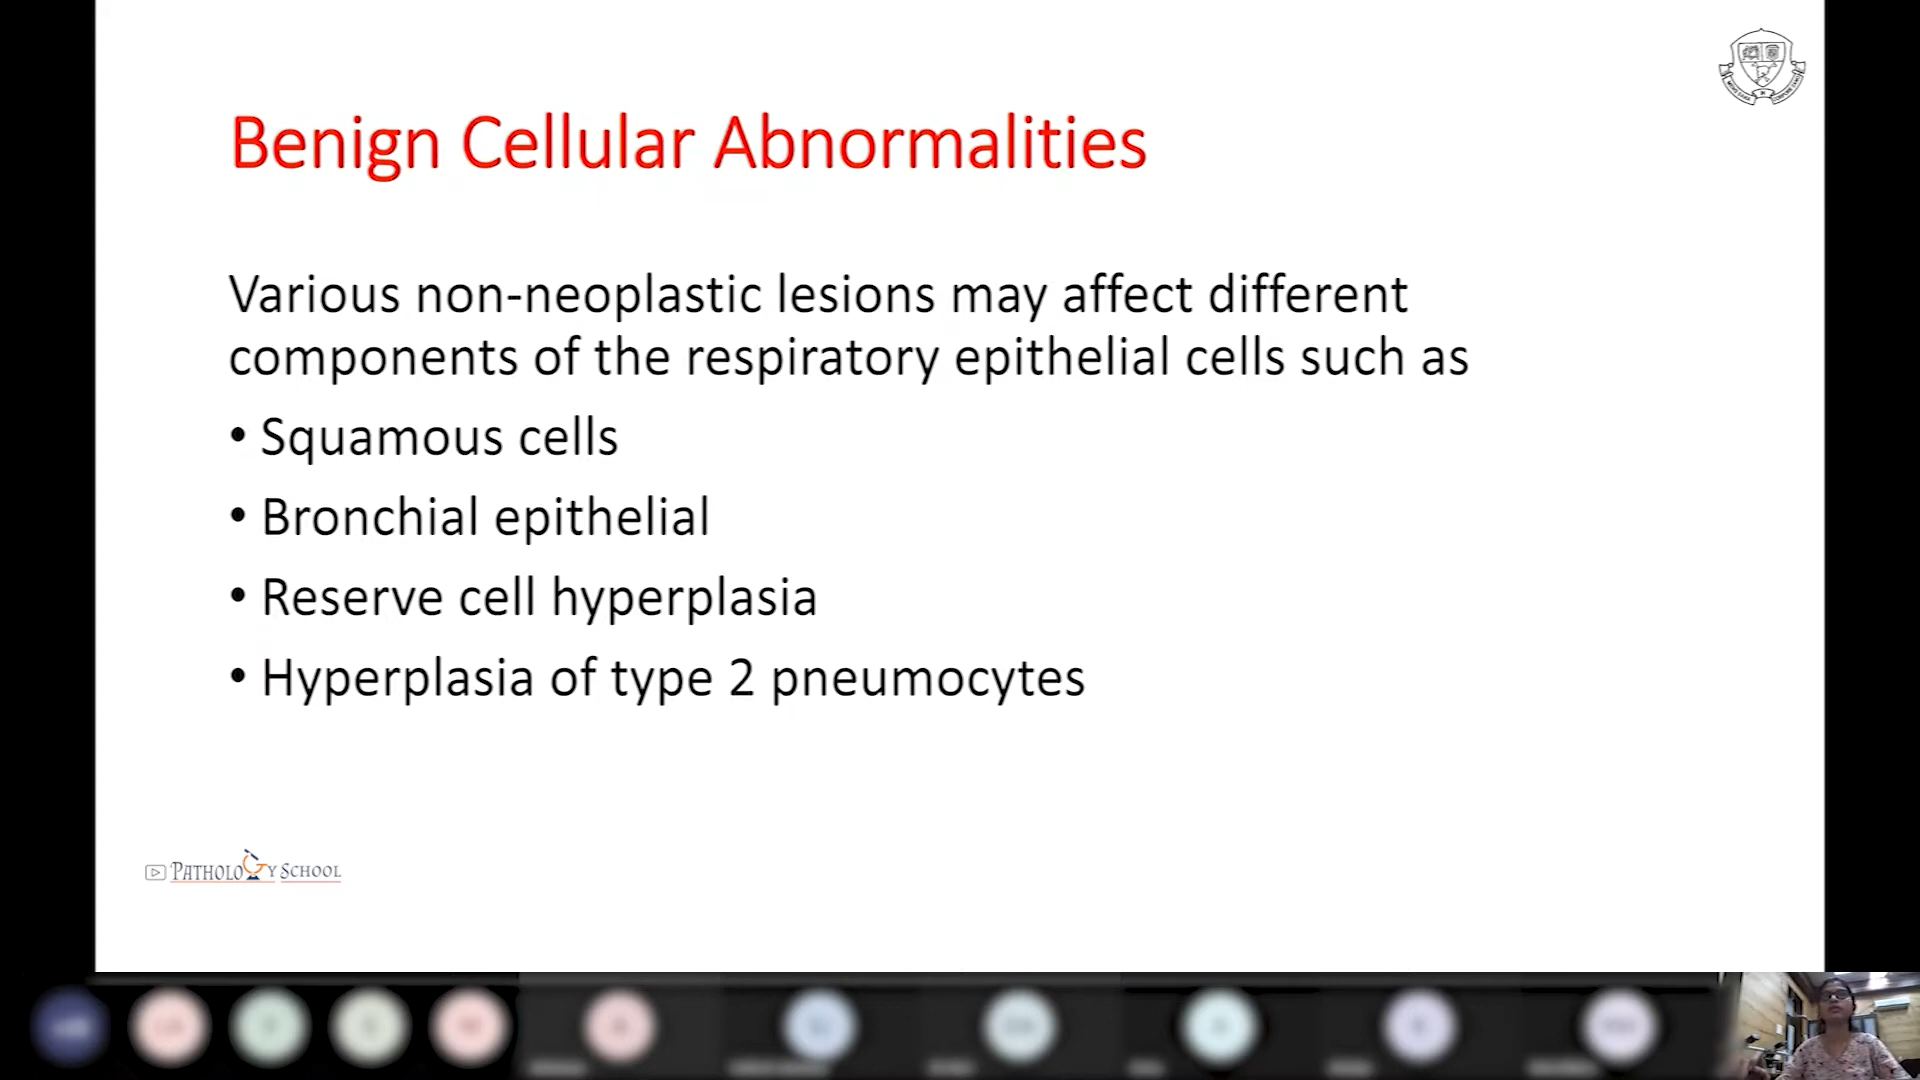 Benign Cellular Abnormalities
Various non-neoplastic lesions may affect different
components of the respiratory epithelial cells such as
• Squamous cells
• Bronchial epithelial
• Reserve cell hyperplasia
• Hyperplasia of type 2 pneumocytes
PATHOLOGY SCHOOL